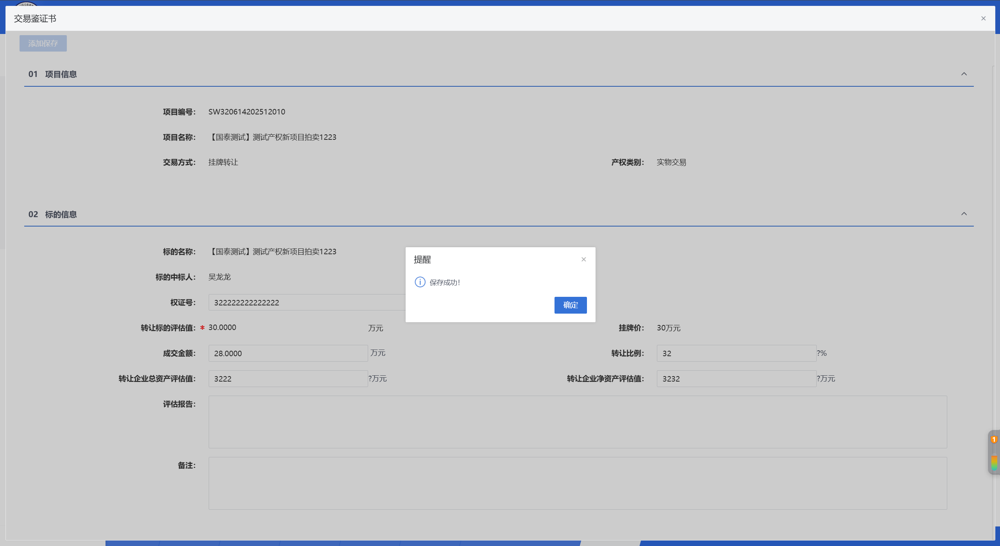 交易鉴证书
添加保存
01 项目信息
项目编号： SW320614202512010
项目名称： 【国泰测试】测试产权新项目拍卖1223
交易方式： 挂牌转让 产权类别： 实物交易
02 标的信息
标的名称： 【国泰测试】测试产权新项目拍卖1223
标的中标人： 吴龙龙
权证号： 322222222222222
提醒
保存成功!
确定
转让标的评估值： * 30.0000 万元 挂牌价： 30万元
成交金额： 28.0000 万元 转让比例： 32 ?%
转让企业总资产评估值： 3222 ?万元 转让企业净资产评估值： 3232 ?万元
评估报告：
备注：
1